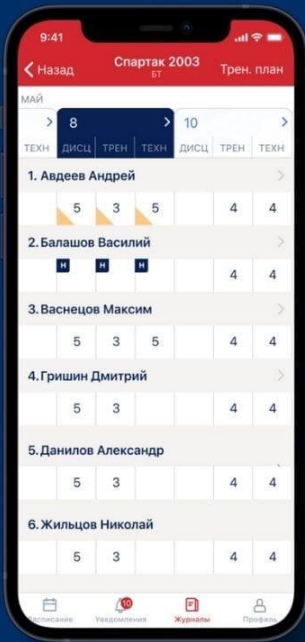 9:41
Назад Спартак 2003 Трен. план
БТ
МАЙ
8 10
ТЕХН ДИСЦ ТРЕН ТЕХН ДИСЦ ТРЕН ТЕХН
1. Авдеев Андрей
5 3 5 4 4
2. Балашов Василий
Н Н Н 4 4
3. Васнецов Максим
5 3 5 4 4
4. Гришин Дмитрий
5 3 4 4
5. Данилов Александр
5 3 4 4
6. Жильцов Николай
5 3 4 4
10
Расписание Уведомления Журналы Профиль